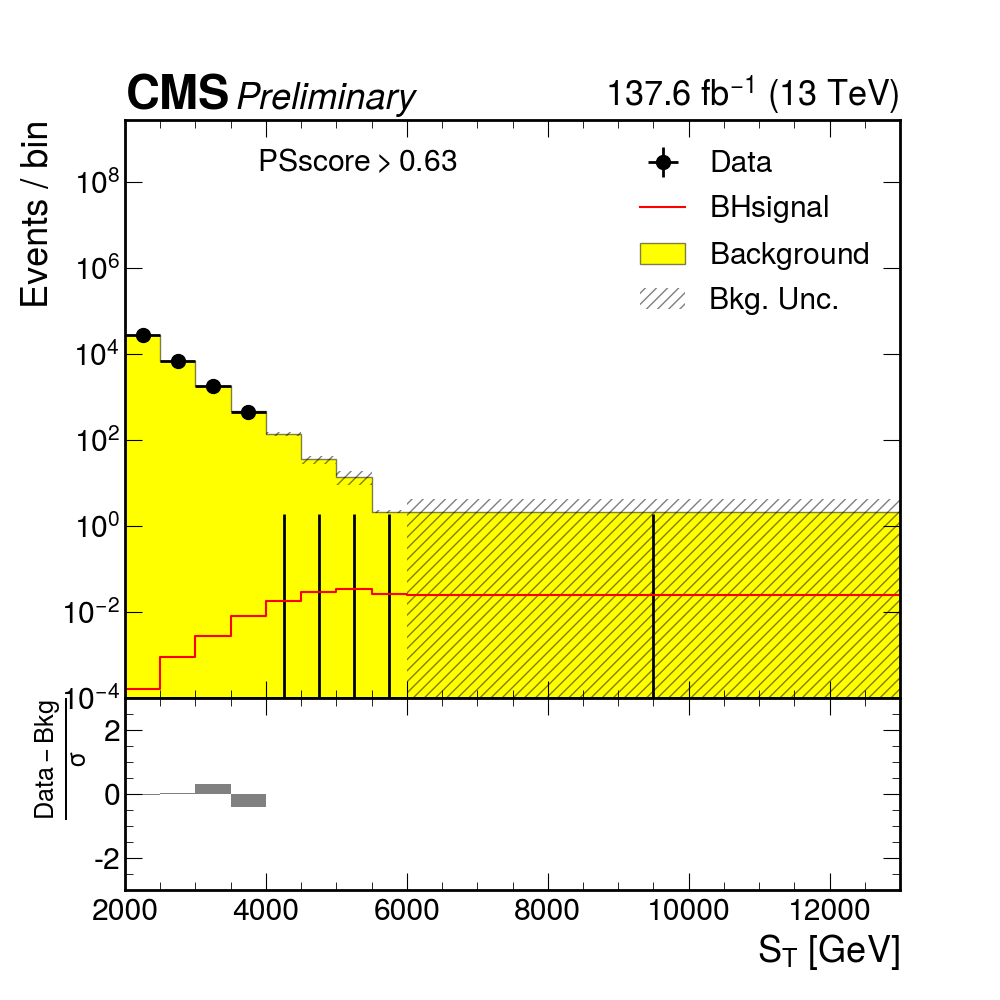 CMS Preliminary 137.6 fb⁻¹ (13 TeV)
Events / bin
PSscore > 0.63
Data
BHsignal
Background
Bkg. Unc.
10⁸
10⁶
10⁴
10²
10⁰
10⁻²
10⁻⁴
Data – Bkg
σ
2
0
-2
2000 4000 6000 8000 10000 12000
S_T [GeV]